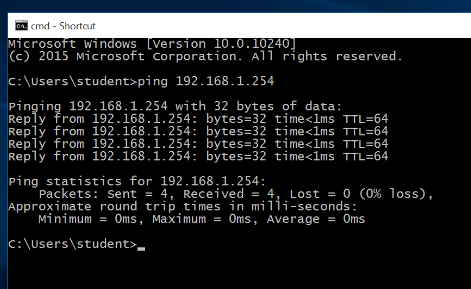 cmd - Shortcut
Microsoft Windows [Version 10.0.10240]
(c) 2015 Microsoft Corporation. All rights reserved.
C:\Users\student>ping 192.168.1.254
Pinging 192.168.1.254 with 32 bytes of data:
Reply from 192.168.1.254: bytes=32 time<1ms TTL=64
Reply from 192.168.1.254: bytes=32 time<1ms TTL=64
Reply from 192.168.1.254: bytes=32 time<1ms TTL=64
Reply from 192.168.1.254: bytes=32 time<1ms TTL=64
Ping statistics for 192.168.1.254:
    Packets: Sent = 4, Received = 4, Lost = 0 (0% loss),
Approximate round trip times in milli-seconds:
    Minimum = 0ms, Maximum = 0ms, Average = 0ms
C:\Users\student>_